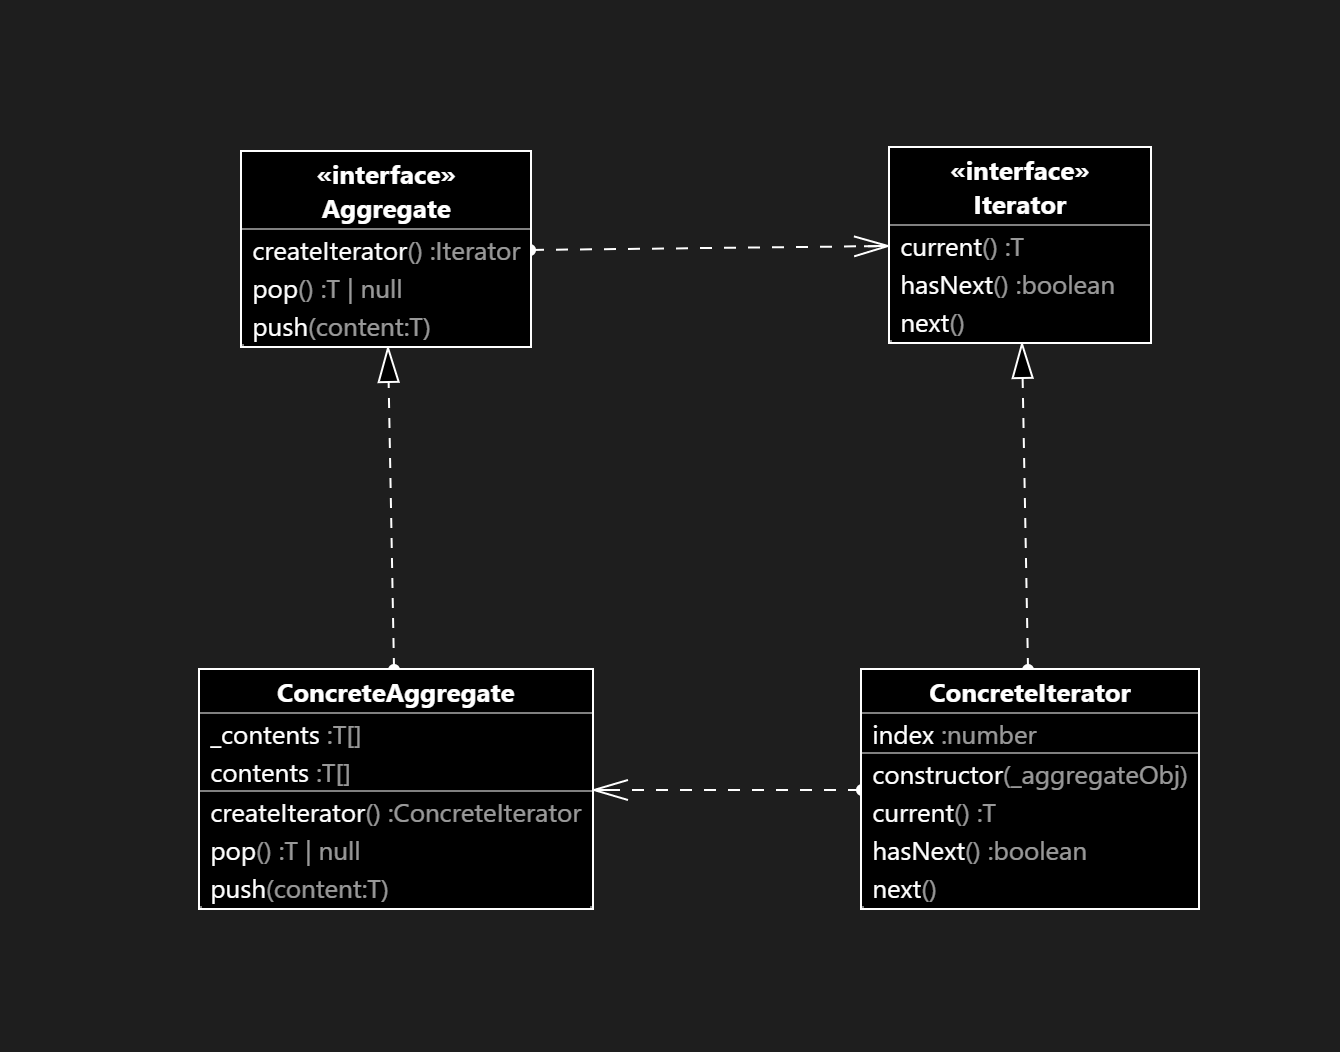 «interface»
Aggregate
createIterator() :Iterator
pop() :T | null
push(content:T)
«interface»
Iterator
current() :T
hasNext() :boolean
next()
ConcreteAggregate
_contents :T[]
contents :T[]
createIterator() :ConcreteIterator
pop() :T | null
push(content:T)
ConcreteIterator
index :number
constructor(_aggregateObj)
current() :T
hasNext() :boolean
next()